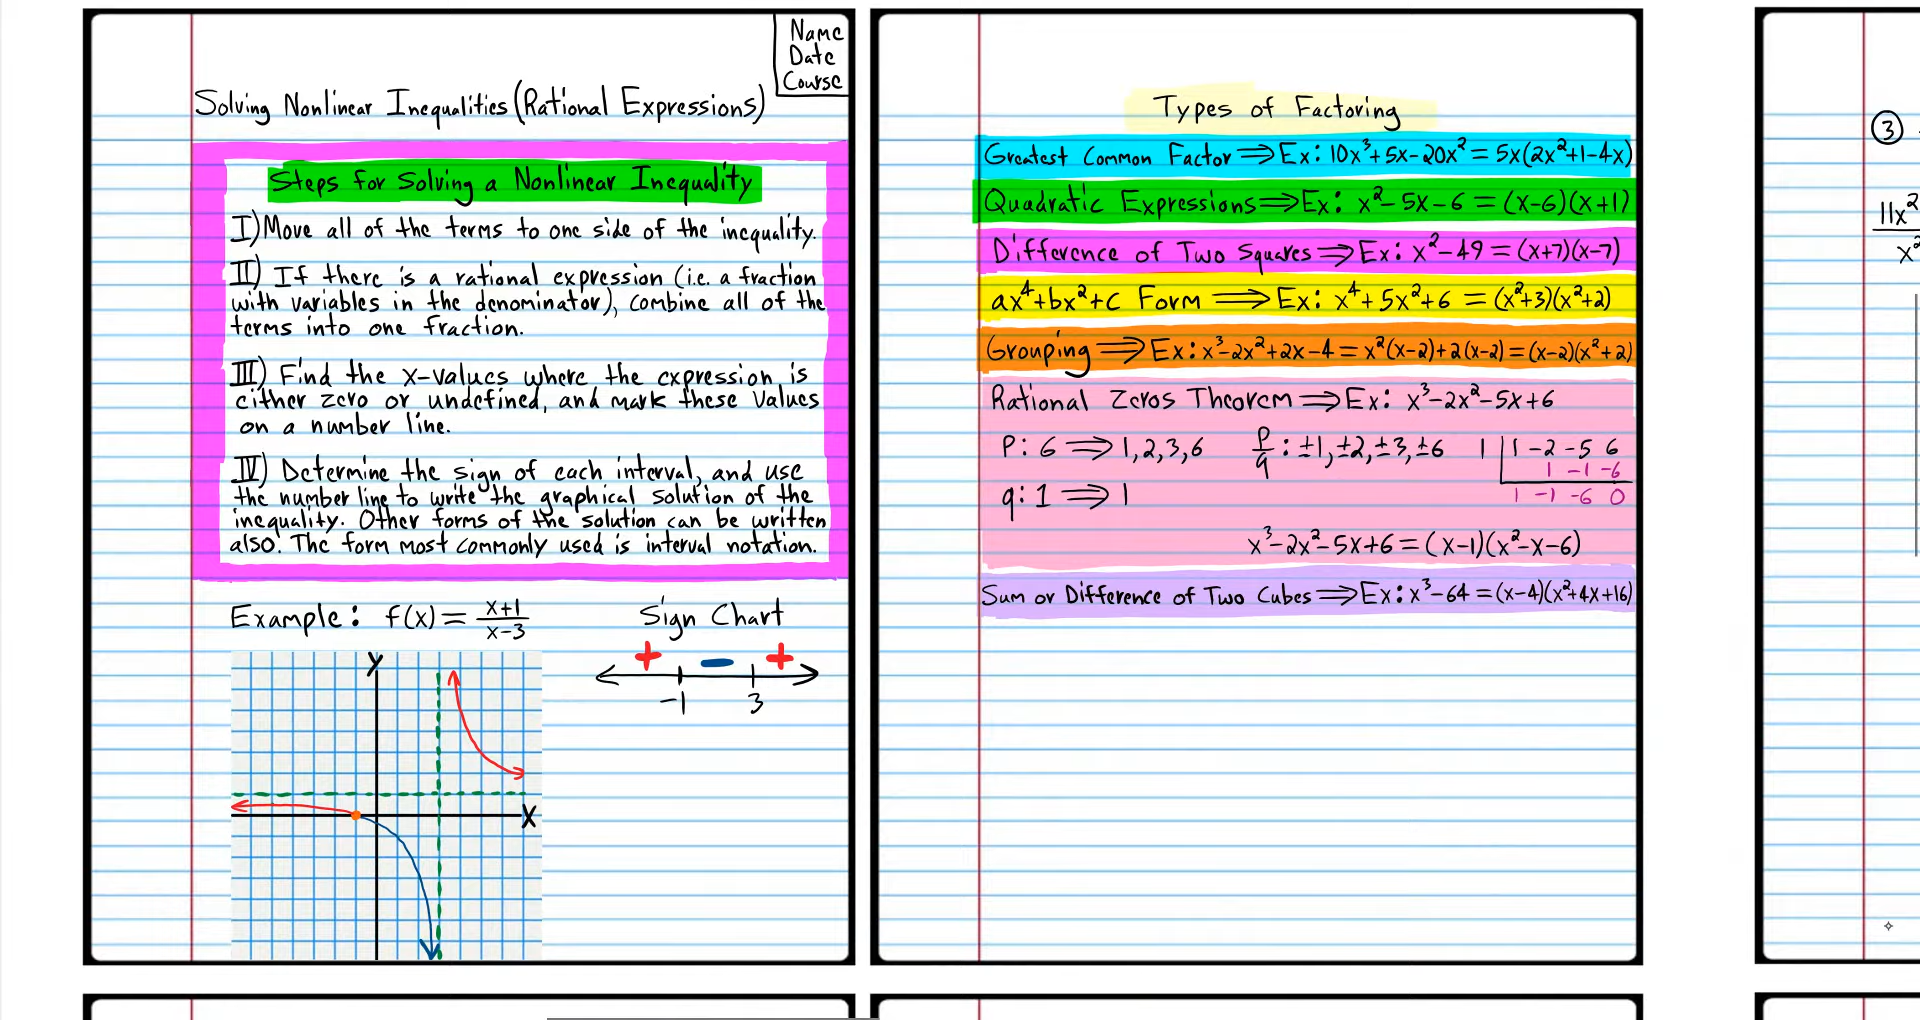 Name
Date
Course
Solving Nonlinear Inequalities (Rational Expressions)
Steps for Solving a Nonlinear Inequality
I) Move all of the terms to one side of the inequality.
II) If there is a rational expression (i.e. a fraction
with variables in the denominator), combine all of the
terms into one fraction.
III) Find the x-values where the expression is
either zero or undefined, and mark these values
on a number line.
IV) Determine the sign of each interval, and use
the number line to write the graphical solution of the
inequality. Other forms of the solution can be written
also. The form most commonly used is interval notation.
Example: f(x) = (x+1)/(x-3)
Sign Chart
+ − +
-1 3
Y
X
Types of Factoring
Greatest Common Factor ⟹ Ex: 10x³+5x-20x² = 5x(2x²+1-4x)
Quadratic Expressions ⟹ Ex: x²-5x-6 = (x-6)(x+1)
Difference of Two Squares ⟹ Ex: x²-49 = (x+7)(x-7)
ax⁴+bx²+c Form ⟹ Ex: x⁴+5x²+6 = (x²+3)(x²+2)
Grouping ⟹ Ex: x³-2x²+2x-4 = x²(x-2)+2(x-2) = (x-2)(x²+2)
Rational Zeros Theorem ⟹ Ex: x³-2x²-5x+6
P: 6 ⟹ 1,2,3,6 p/q: ±1,±2,±3,±6 1 | 1 -2 -5 6
1 -1 -6
q: 1 ⟹ 1 1 -1 -6 0
x³-2x²-5x+6 = (x-1)(x²-x-6)
Sum or Difference of Two Cubes ⟹ Ex: x³-64 = (x-4)(x²+4x+16)
3
11x²
x²